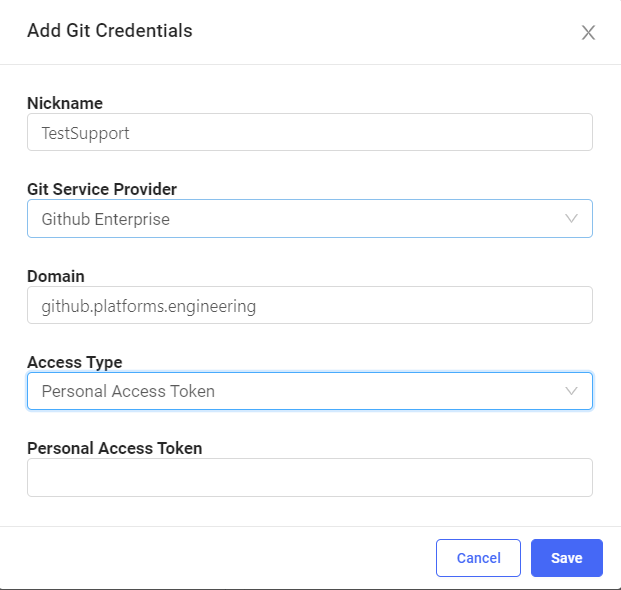 Add Git Credentials
Nickname
TestSupport
Git Service Provider
Github Enterprise
Domain
github.platforms.engineering
Access Type
Personal Access Token
Personal Access Token
Cancel Save